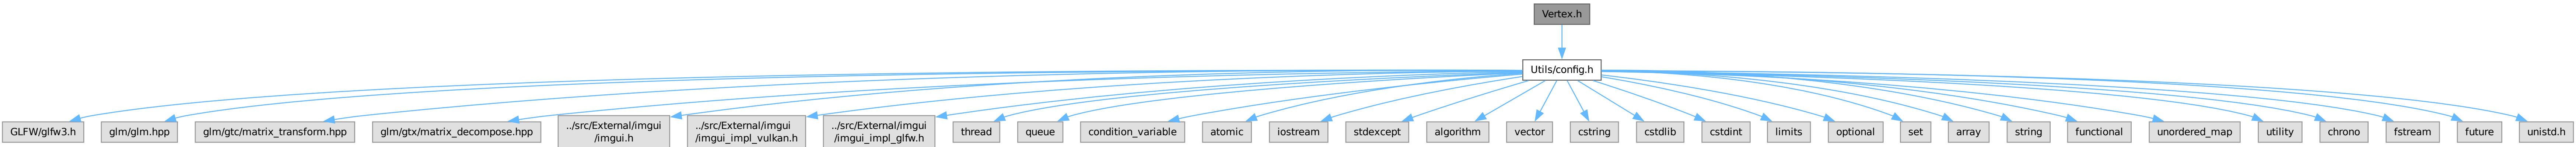 Vertex.h
Utils/config.h
GLFW/glfw3.h
glm/glm.hpp
glm/gtc/matrix_transform.hpp
glm/gtx/matrix_decompose.hpp
../src/External/imgui
/imgui.h
../src/External/imgui
/imgui_impl_vulkan.h
../src/External/imgui
/imgui_impl_glfw.h
thread
queue
condition_variable
atomic
iostream
stdexcept
algorithm
vector
cstring
cstdlib
cstdint
limits
optional
set
array
string
functional
unordered_map
utility
chrono
fstream
future
unistd.h